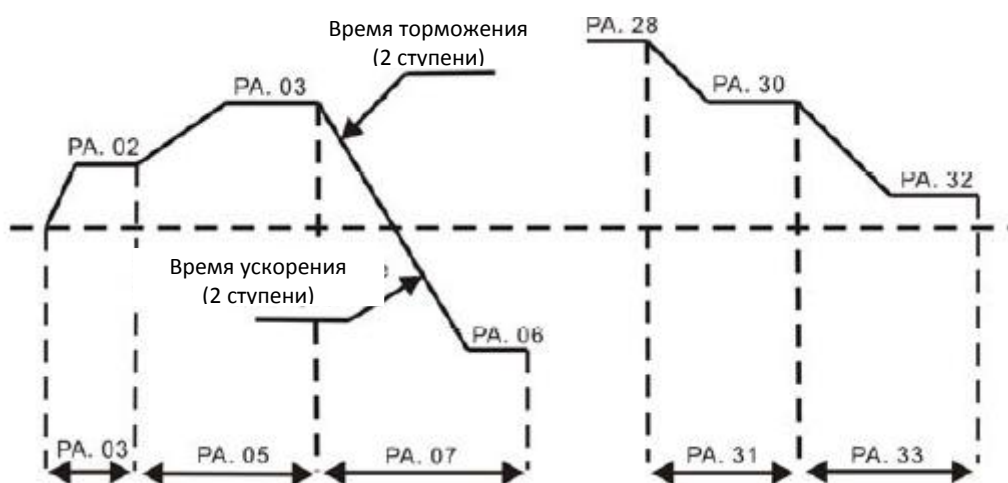 Время торможения
(2 ступени)
PA. 28
PA. 03
PA. 30
PA. 02
PA. 32
Время ускорения
(2 ступени)
PA. 06
PA. 03
PA. 05
PA. 07
PA. 31
PA. 33